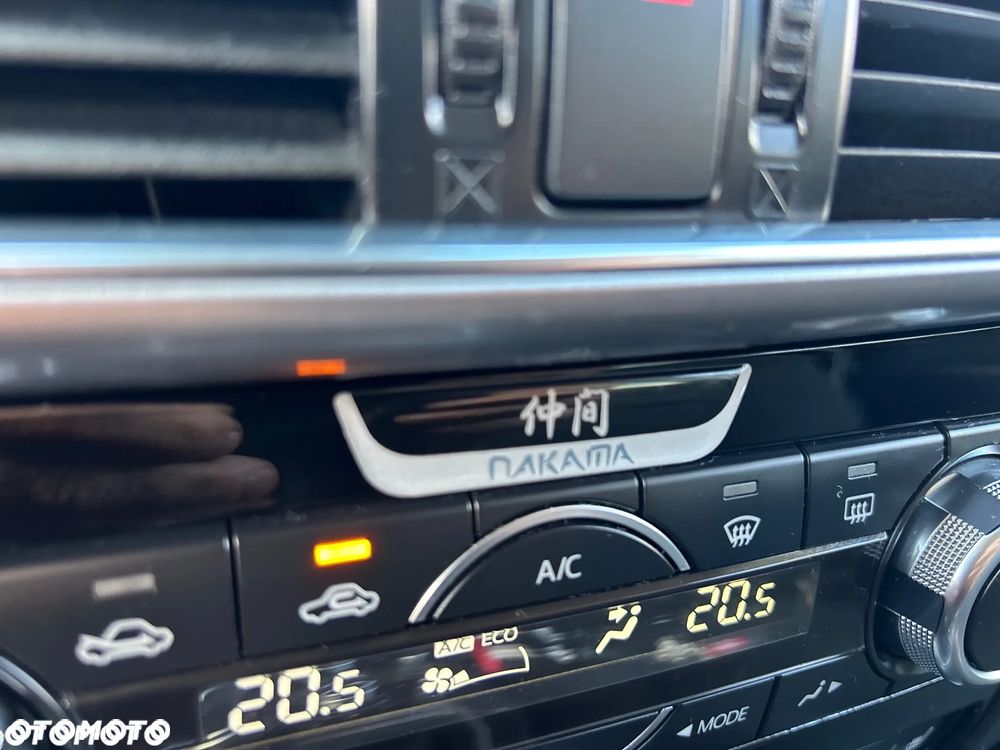 仲间
NAKAMA
A/C
A/C ECO
20.5
20.5
◀MODE
OTOMOTO